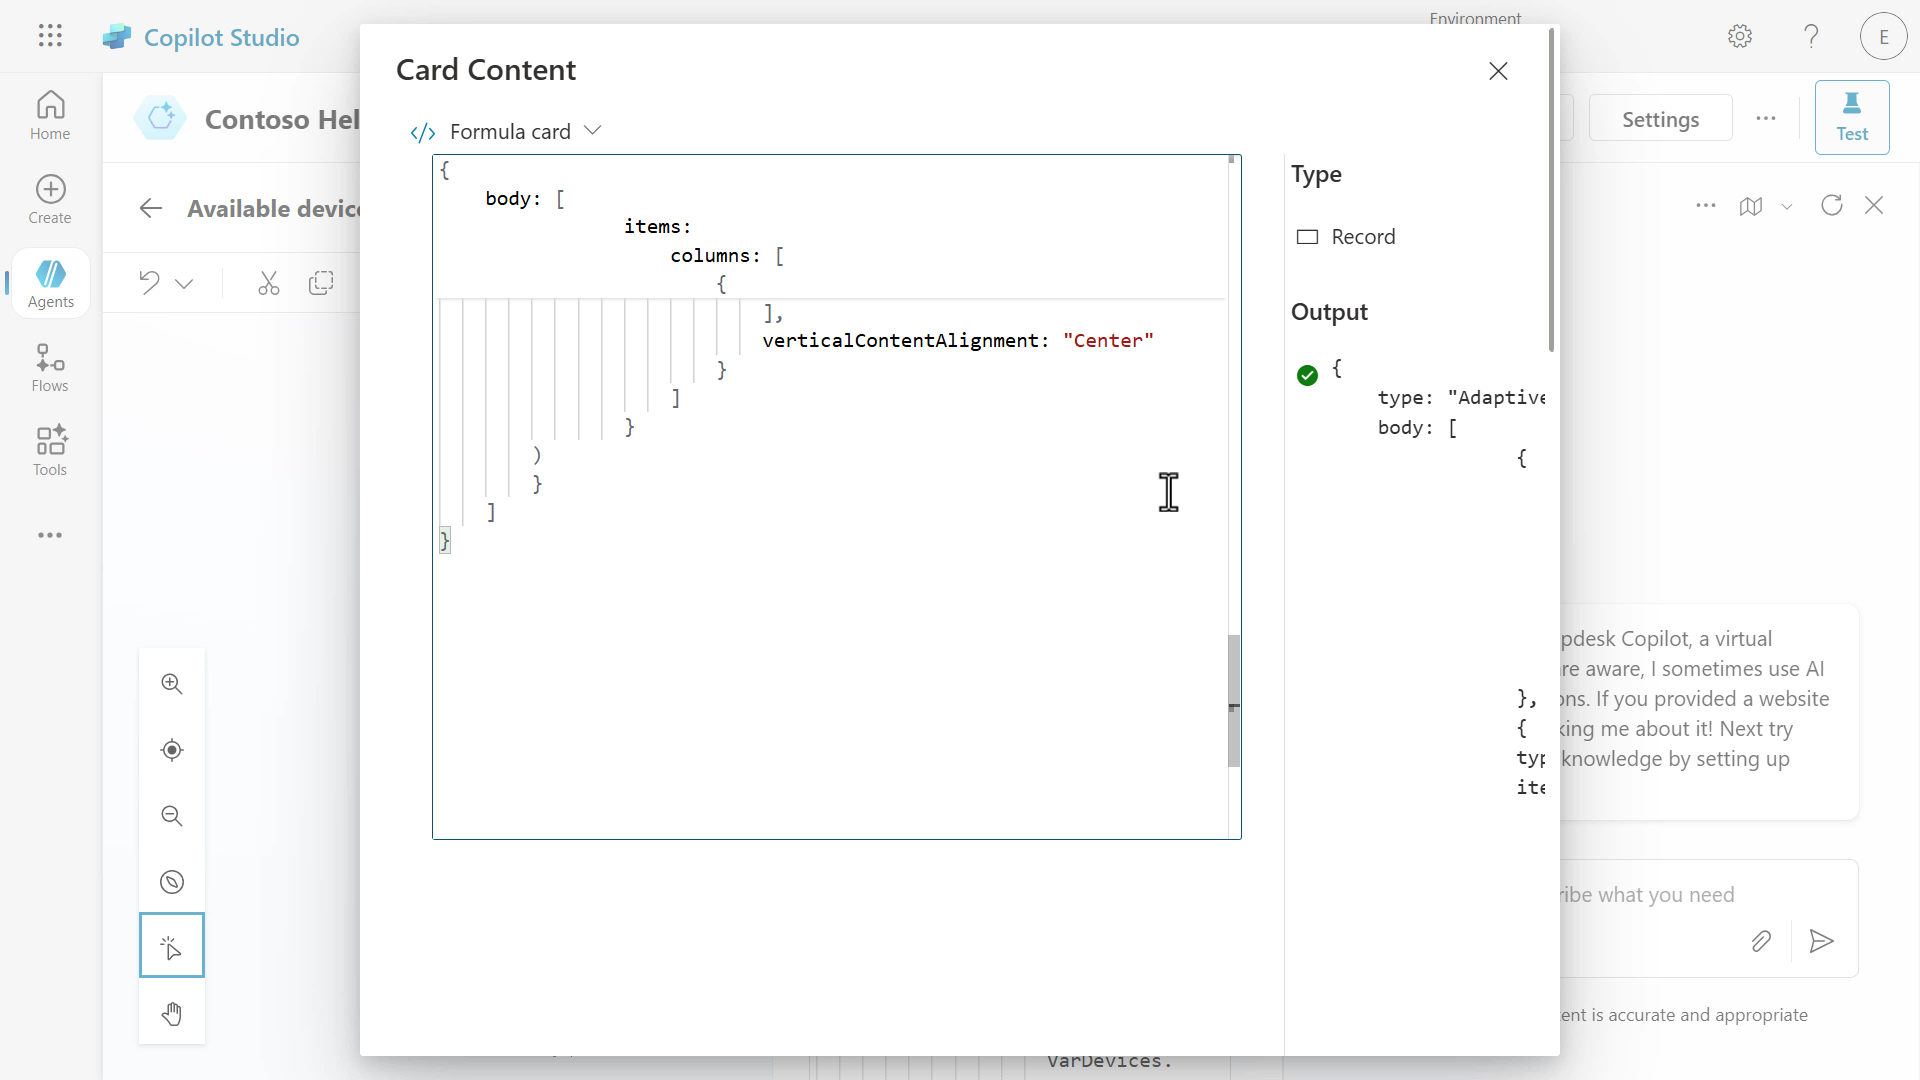 Copilot Studio
Environment
E
Card Content
Home
Contoso Hel
Formula card
Settings
Test
{
body: [
items:
columns: [
{
],
verticalContentAlignment: "Center"
}
]
}
)
}
]
}
Type
Record
Output
{
type: "Adaptive
body: [
{
},
{
typ
ite
Create
Available device
Agents
Flows
Tools
pdesk Copilot, a virtual
re aware, I sometimes use AI
ons. If you provided a website
king me about it! Next try
knowledge by setting up
ribe what you need
ent is accurate and appropriate
VarDevices.